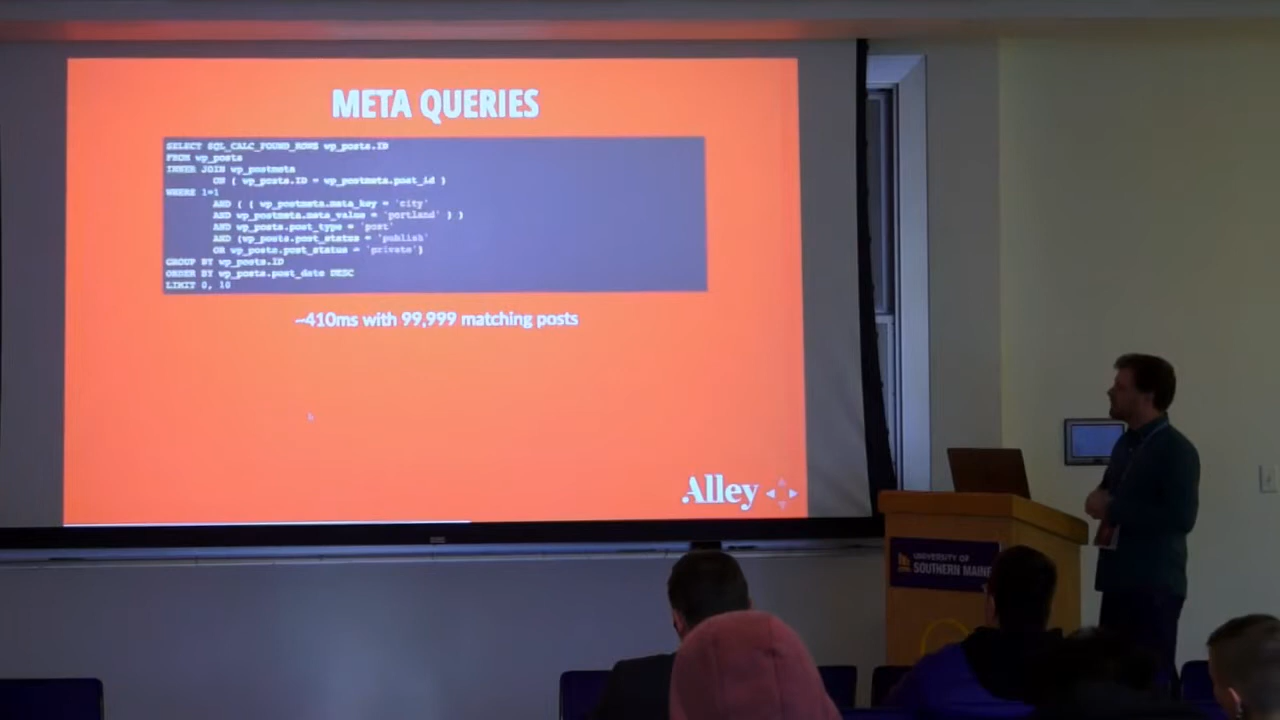 META QUERIES
SELECT SQL_CALC_FOUND_ROWS wp_posts.ID
FROM wp_posts
INNER JOIN wp_postmeta
ON ( wp_posts.ID = wp_postmeta.post_id )
WHERE 1=1
AND ( ( wp_postmeta.meta_key = 'city'
AND wp_postmeta.meta_value = 'portland' ) )
AND wp_posts.post_type = 'post'
AND (wp_posts.post_status = 'publish'
OR wp_posts.post_status = 'private')
GROUP BY wp_posts.ID
ORDER BY wp_posts.post_date DESC
LIMIT 0, 10
~410ms with 99,999 matching posts
Alley
UNIVERSITY OF
SOUTHERN MAINE